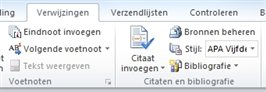 Verwijzingen Verzendlijsten Controleren
Eindnoot invoegen
AB¹ Volgende voetnoot
Tekst weergeven
Voetnoten
Citaat
invoegen
Bronnen beheren
Stijl: APA Vijfde
Bibliografie
Citaten en bibliografie